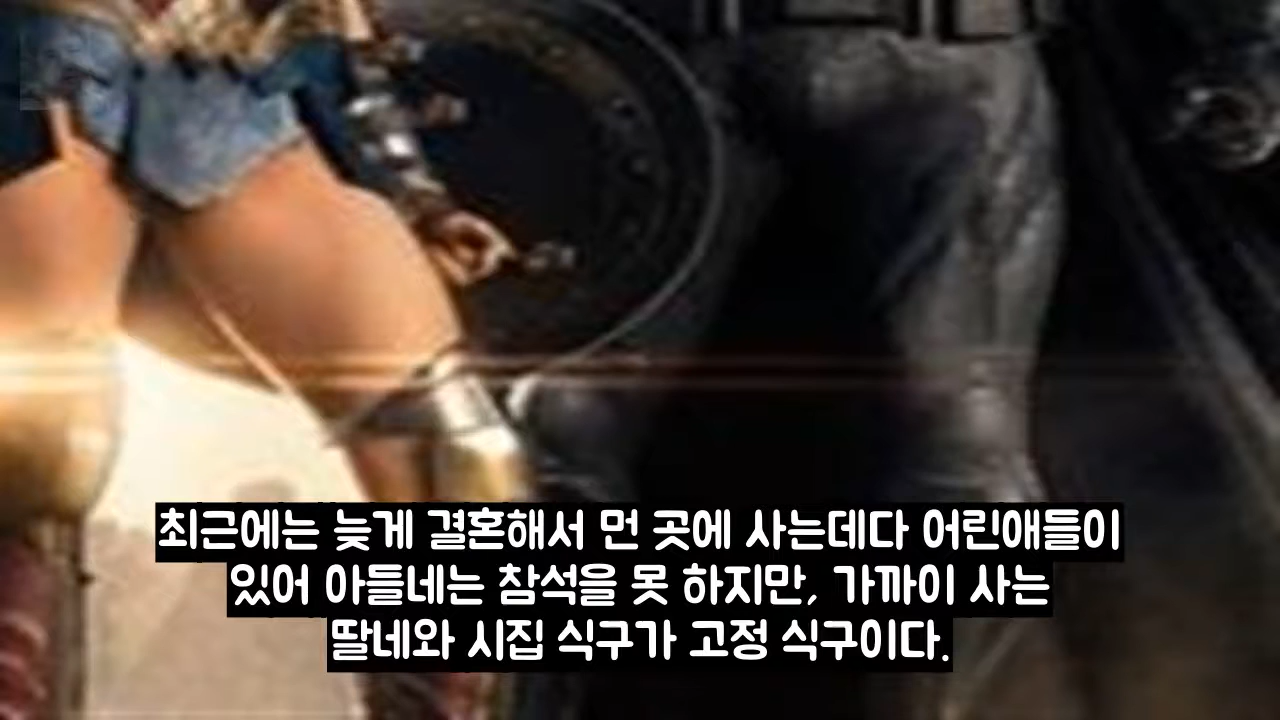 최근에는 늦게 결혼해서 먼 곳에 사는데다 어린애들이
있어 아들네는 참석을 못 하지만, 가까이 사는
딸네와 시집 식구가 고정 식구이다.